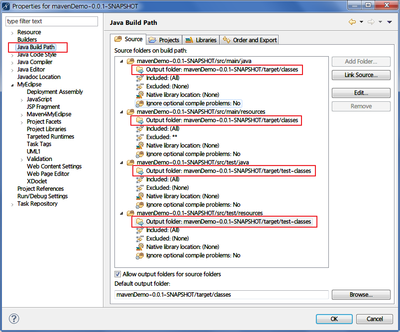 Properties for mavenDemo-0.0.1-SNAPSHOT
type filter text
Java Build Path
Resource
Builders
Java Build Path
Java Code Style
Java Compiler
Java Editor
Javadoc Location
MyEclipse
Deployment Assembly
JavaScript
JSP Fragment
Maven4MyEclipse
Project Facets
Project Libraries
Targeted Runtimes
Task Tags
UML1
Validation
Web Content Settings
Web Page Editor
XDoclet
Project References
Run/Debug Settings
Task Repository
Source
Projects
Libraries
Order and Export
Source folders on build path:
mavenDemo-0.0.1-SNAPSHOT/src/main/java
Output folder: mavenDemo-0.0.1-SNAPSHOT/target/classes
Included: (All)
Excluded: (None)
Native library location: (None)
Ignore optional compile problems: No
mavenDemo-0.0.1-SNAPSHOT/src/main/resources
Output folder: mavenDemo-0.0.1-SNAPSHOT/target/classes
Included: (All)
Excluded: **
Native library location: (None)
Ignore optional compile problems: No
mavenDemo-0.0.1-SNAPSHOT/src/test/java
Output folder: mavenDemo-0.0.1-SNAPSHOT/target/test-classes
Included: (All)
Excluded: (None)
Native library location: (None)
Ignore optional compile problems: No
mavenDemo-0.0.1-SNAPSHOT/src/test/resources
Output folder: mavenDemo-0.0.1-SNAPSHOT/target/test-classes
Included: (All)
Excluded: (None)
Native library location: (None)
Ignore optional compile problems: No
Add Folder...
Link Source...
Edit...
Remove
Allow output folders for source folders
Default output folder:
mavenDemo-0.0.1-SNAPSHOT/target/classes
Browse...
OK
Cancel